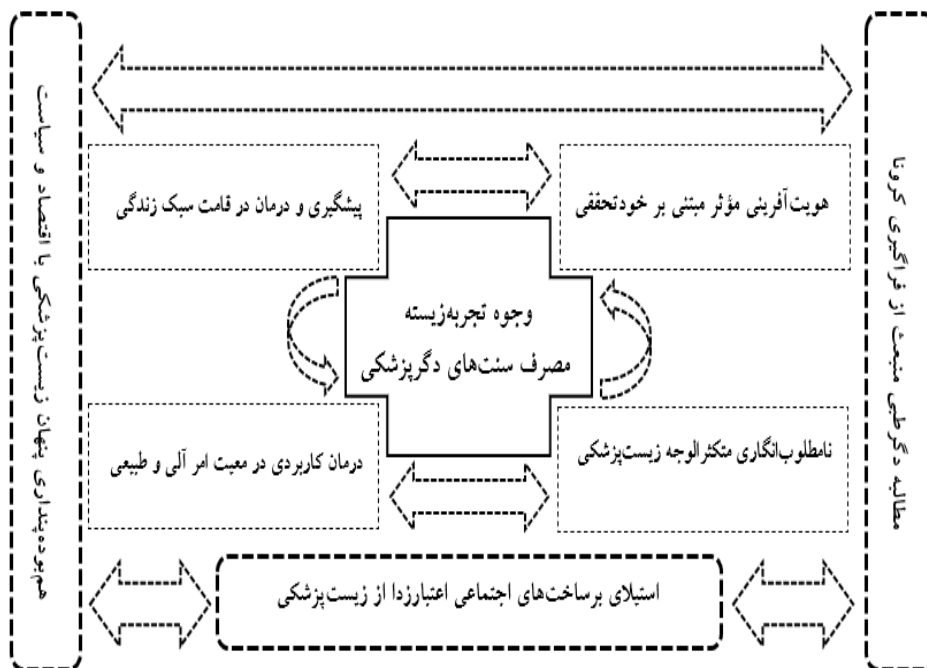 مطالبه دگرطبی منبعث از فراگیری کرونا
هویت‌آفرینی مؤثر مبتنی بر خودتحققی
پیشگیری و درمان در قامت سبک زندگی
وجوه تجربه‌زیسته
مصرف سنت‌های دگرپزشکی
نامطلوب‌انگاری متکثرالوجه زیست‌پزشکی
درمان کاربردی در معیت امر آلی و طبیعی
استیلای برساخت‌های اجتماعی اعتبارزدا از زیست‌پزشکی
هم‌بوده‌پنداری پنهان زیست‌پزشکی با اقتصاد و سیاست